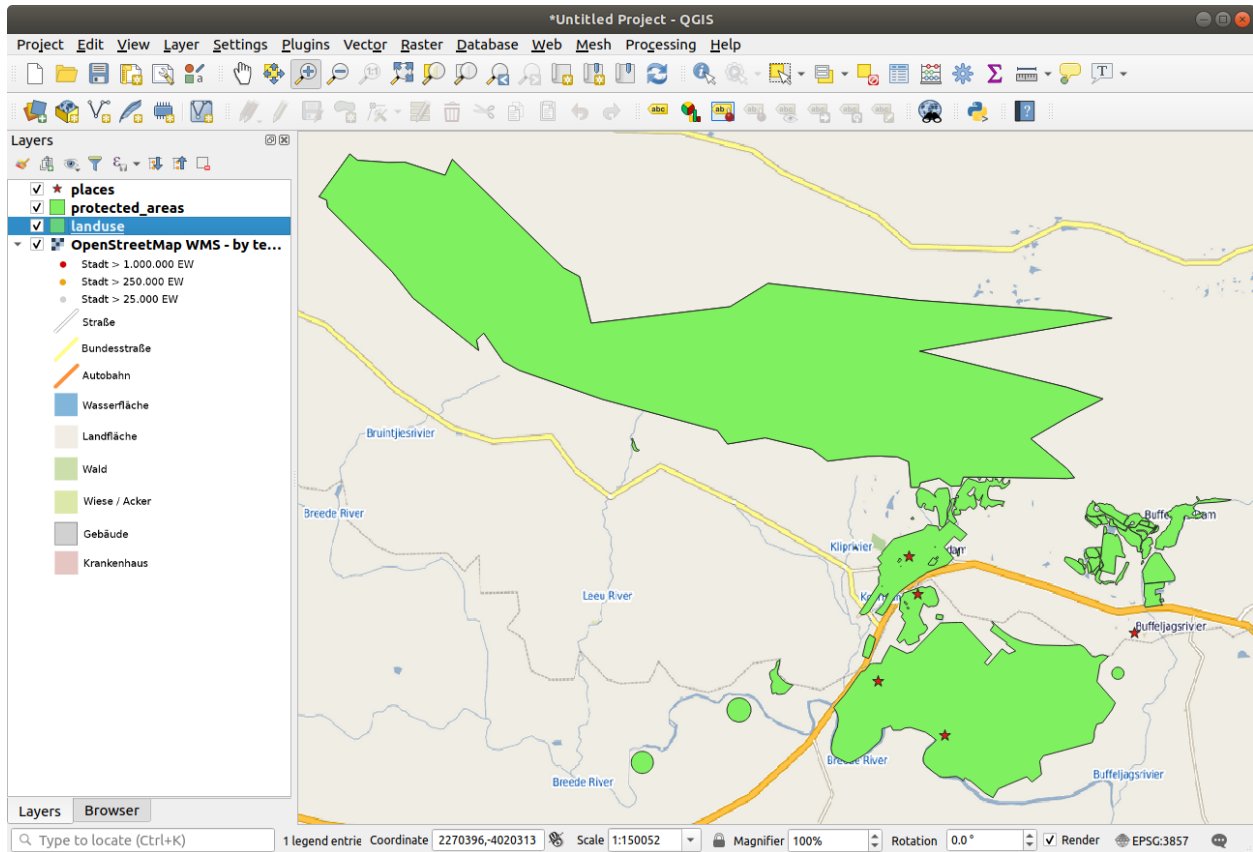 *Untitled Project - QGIS
Project Edit View Layer Settings Plugins Vector Raster Database Web Mesh Processing Help
abc
Layers
places
protected_areas
landuse
OpenStreetMap WMS - by te...
Stadt > 1.000.000 EW
Stadt > 250.000 EW
Stadt > 25.000 EW
Straße
Bundesstraße
Autobahn
Wasserfläche
Landfläche
Wald
Wiese / Acker
Gebäude
Krankenhaus
Bruintjiesrivier
Breede River
Kliprivier
Leeu River
Buffeljagsrivier
Breede River
Breede River
Buffeljagsrivier
Layers Browser
Type to locate (Ctrl+K) 1 legend entrie Coordinate 2270396,-4020313 Scale 1:150052 Magnifier 100% Rotation 0.0° Render EPSG:3857